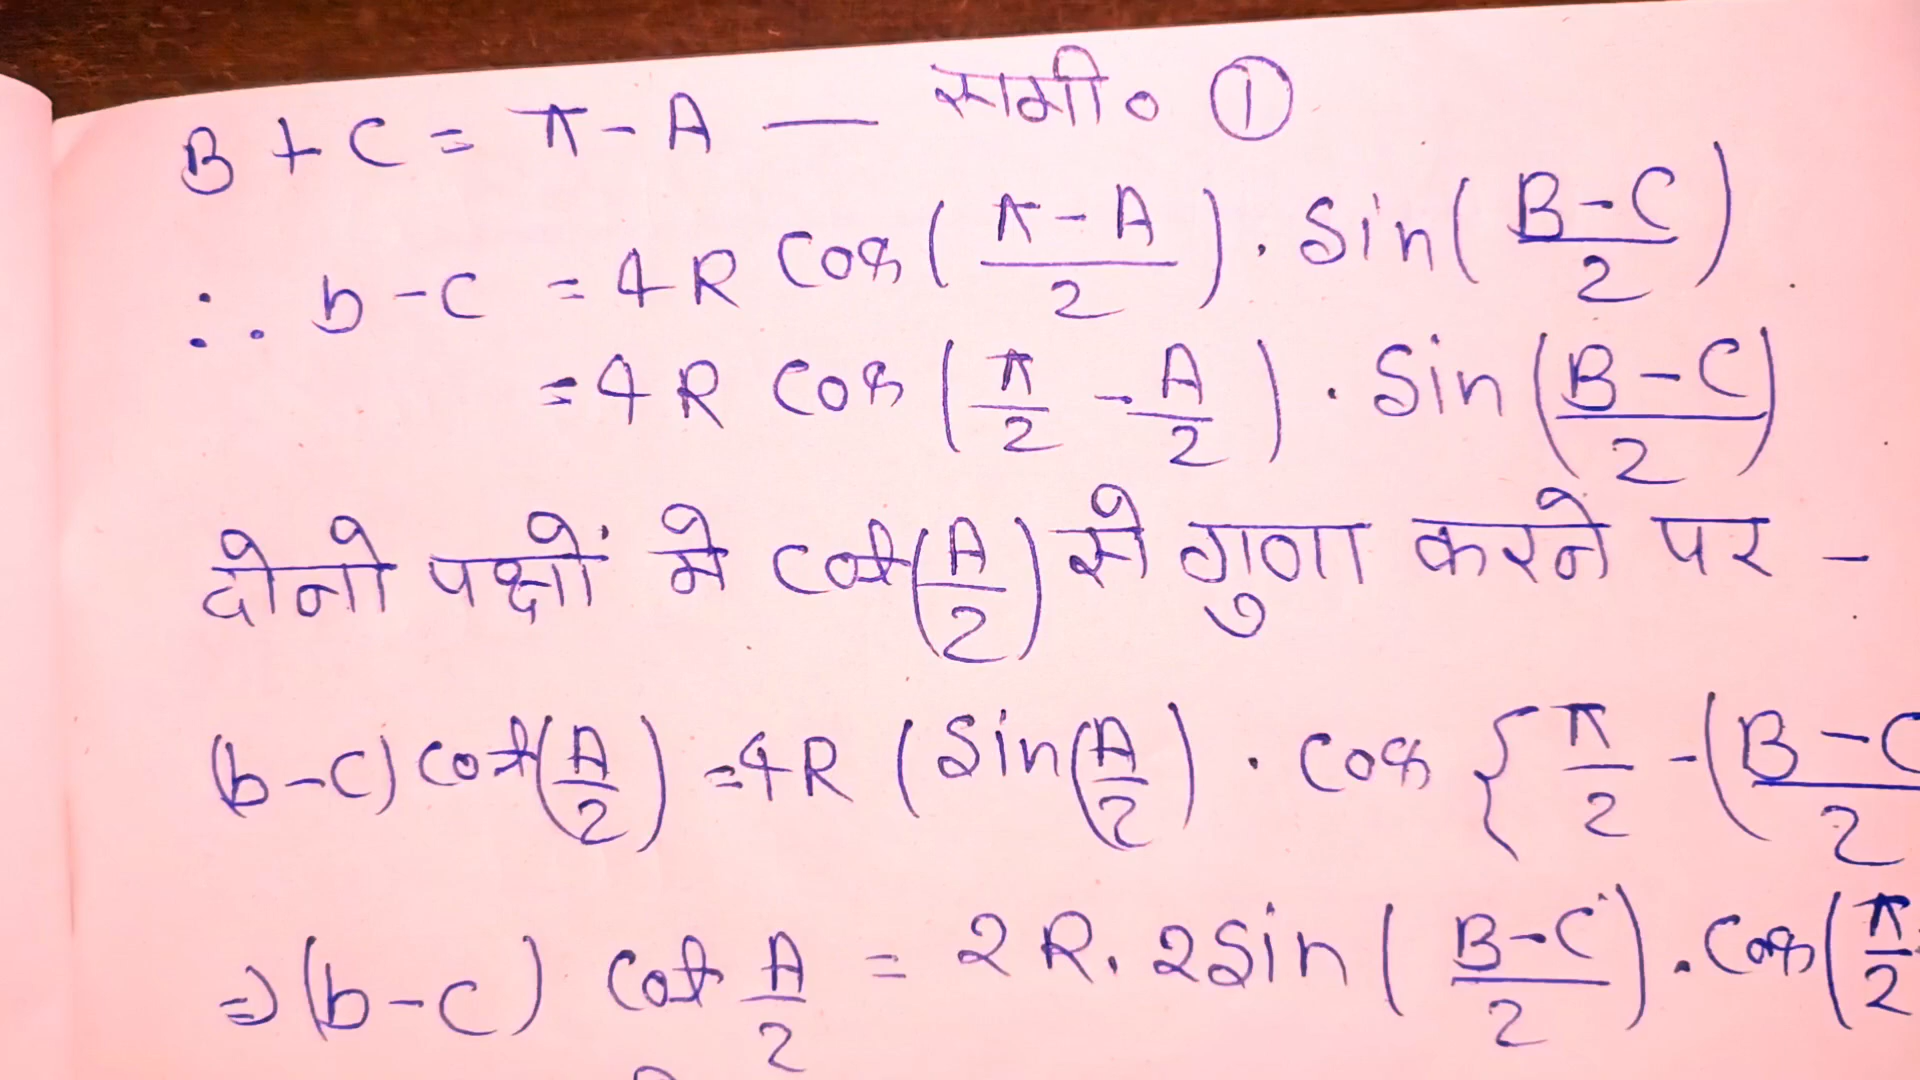 B + C = π - A — समी० ①
∴ b - c = 4R cos(π-A/2) . sin(B-C/2)
= 4R cos(π/2 - A/2) . sin(B-C/2)
दोनो पक्षों मे cot(A/2) से गुणा करने पर -
(b-c) cot(A/2) = 4R (sin(A/2) . cos {π/2 - (B-C/2
⇒ (b-c) cot A/2 = 2R. 2sin(B-C/2) . cos(π/2